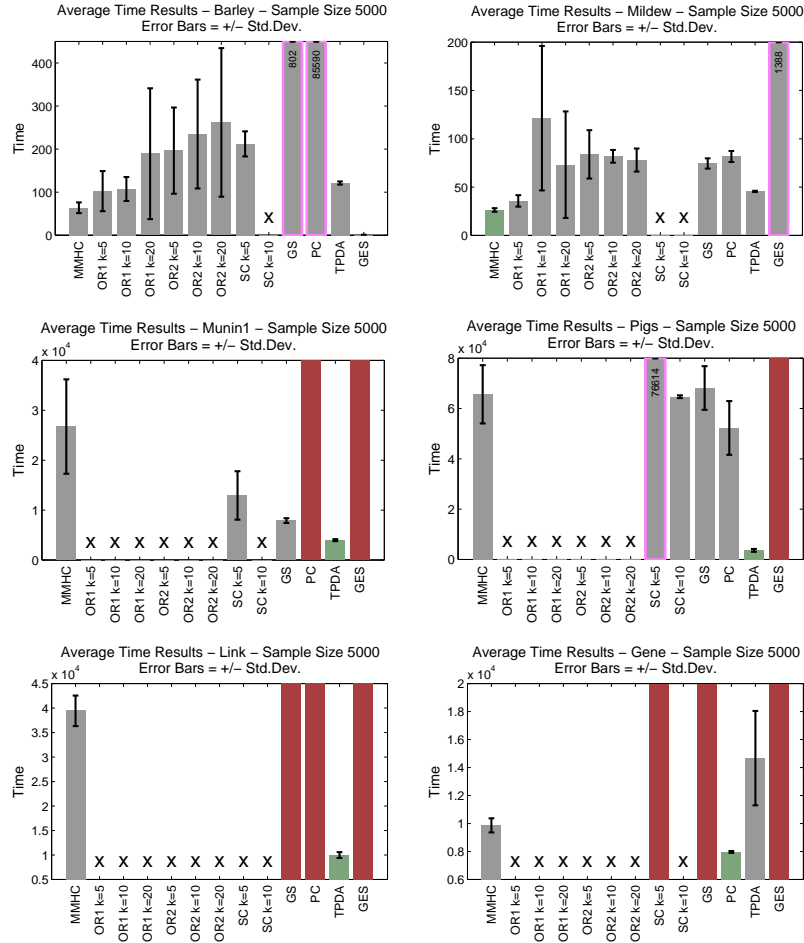 Average Time Results – Barley – Sample Size 5000
Error Bars = +/– Std.Dev.
Time
400
300
200
100
0
802
85590
X
MMHC
OR1 k=5
OR1 k=10
OR1 k=20
OR2 k=5
OR2 k=10
OR2 k=20
SC k=5
SC k=10
GS
PC
TPDA
GES
Average Time Results – Mildew – Sample Size 5000
Error Bars = +/– Std.Dev.
Time
200
150
100
50
0
1388
X X
MMHC
OR1 k=5
OR1 k=10
OR1 k=20
OR2 k=5
OR2 k=10
OR2 k=20
SC k=5
SC k=10
GS
PC
TPDA
GES
Average Time Results – Munin1 – Sample Size 5000
Error Bars = +/– Std.Dev.
x 10^4
Time
4
3
2
1
0
X X X X X X X
MMHC
OR1 k=5
OR1 k=10
OR1 k=20
OR2 k=5
OR2 k=10
OR2 k=20
SC k=5
SC k=10
GS
PC
TPDA
GES
Average Time Results – Pigs – Sample Size 5000
Error Bars = +/– Std.Dev.
x 10^4
Time
8
6
4
2
0
76614
X X X X X X
MMHC
OR1 k=5
OR1 k=10
OR1 k=20
OR2 k=5
OR2 k=10
OR2 k=20
SC k=5
SC k=10
GS
PC
TPDA
GES
Average Time Results – Link – Sample Size 5000
Error Bars = +/– Std.Dev.
x 10^4
Time
4.5
4
3.5
3
2.5
2
1.5
1
0.5
X X X X X X X X
MMHC
OR1 k=5
OR1 k=10
OR1 k=20
OR2 k=5
OR2 k=10
OR2 k=20
SC k=5
SC k=10
GS
PC
TPDA
GES
Average Time Results – Gene – Sample Size 5000
Error Bars = +/– Std.Dev.
x 10^4
Time
2
1.8
1.6
1.4
1.2
1
0.8
0.6
X X X X X X X
MMHC
OR1 k=5
OR1 k=10
OR1 k=20
OR2 k=5
OR2 k=10
OR2 k=20
SC k=5
SC k=10
GS
PC
TPDA
GES